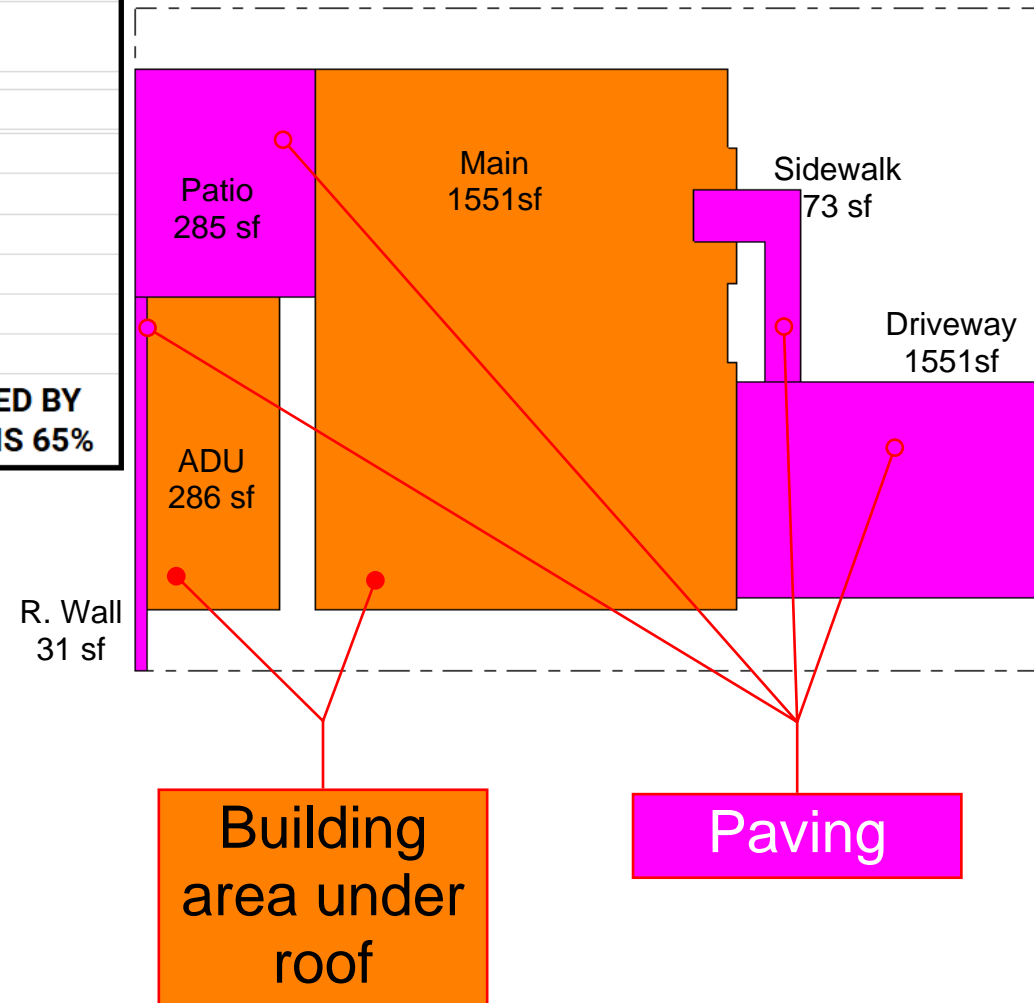 ED BY
IS 65%
Patio
285 sf
Main
1551sf
Sidewalk
73 sf
Driveway
1551sf
ADU
286 sf
R. Wall
31 sf
Building
area under
roof
Paving